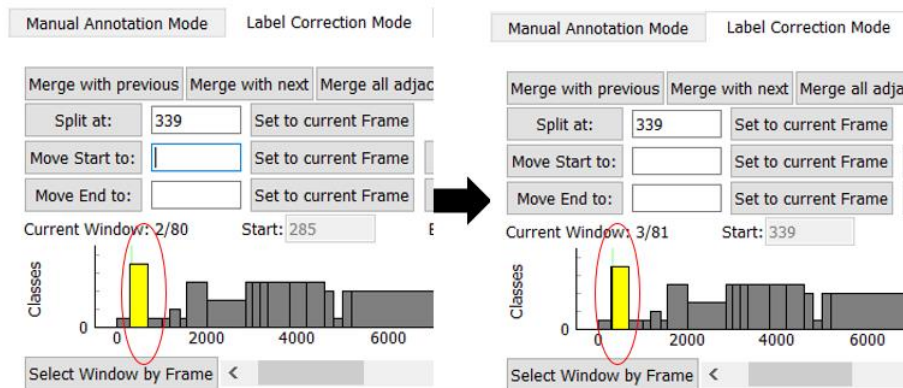 Manual Annotation Mode Label Correction Mode
Merge with previous Merge with next Merge all adjac
Split at: 339 Set to current Frame
Move Start to: Set to current Frame
Move End to: Set to current Frame
Current Window: 2/80 Start: 285 E
Classes
0
0 2000 4000 6000
Select Window by Frame <
Manual Annotation Mode Label Correction Mode
Merge with previous Merge with next Merge all adja
Split at: 339 Set to current Frame
Move Start to: Set to current Frame
Move End to: Set to current Frame
Current Window: 3/81 Start: 339
Classes
0
0 2000 4000 6000
Select Window by Frame <